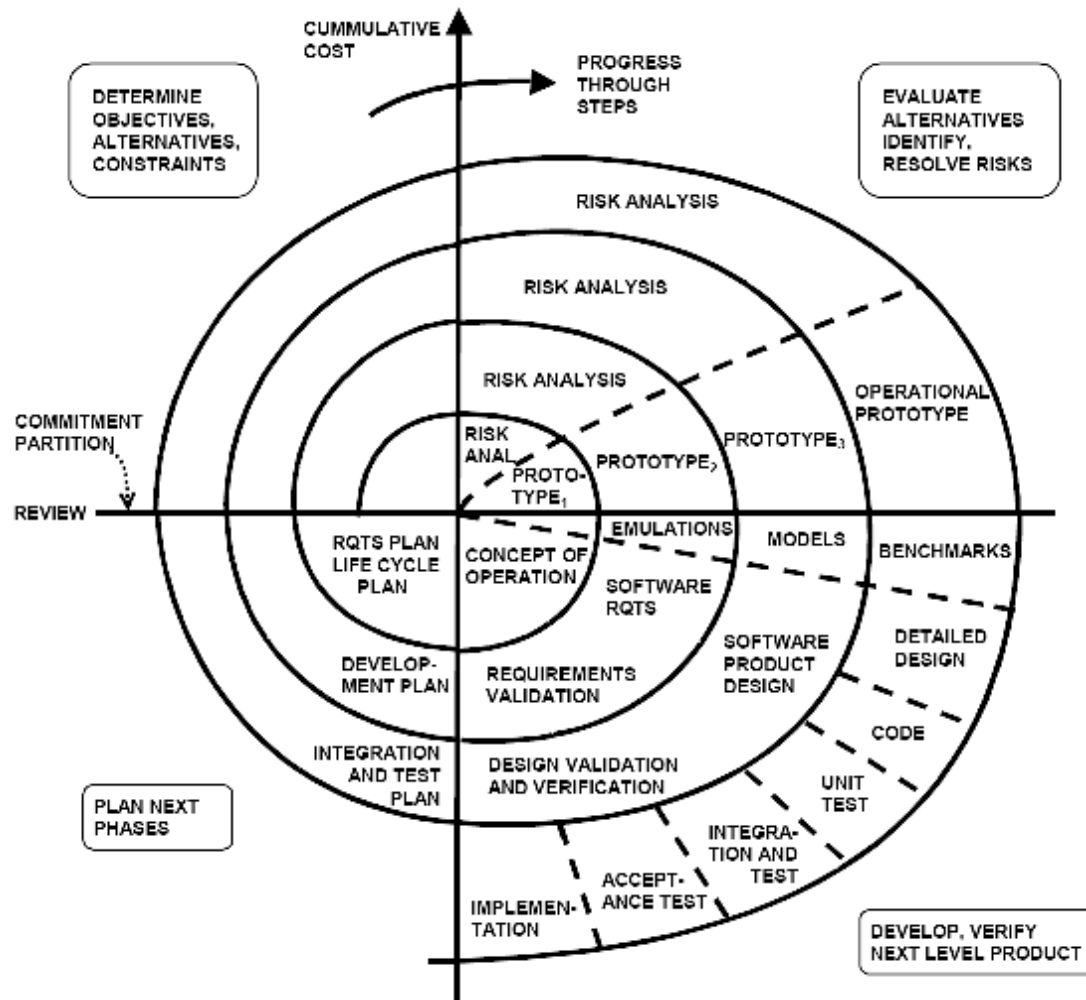 CUMMULATIVE
COST
PROGRESS
THROUGH
STEPS
DETERMINE
OBJECTIVES,
ALTERNATIVES,
CONSTRAINTS
EVALUATE
ALTERNATIVES
IDENTIFY,
RESOLVE RISKS
RISK ANALYSIS
RISK ANALYSIS
RISK ANALYSIS
RISK
ANAL
PROTO-
TYPE₁
PROTOTYPE₂
PROTOTYPE₃
OPERATIONAL
PROTOTYPE
COMMITMENT
PARTITION
REVIEW
EMULATIONS
MODELS
BENCHMARKS
RQTS PLAN
LIFE CYCLE
PLAN
CONCEPT OF
OPERATION
SOFTWARE
RQTS
SOFTWARE
PRODUCT
DESIGN
DETAILED
DESIGN
DEVELOP-
MENT PLAN
REQUIREMENTS
VALIDATION
CODE
INTEGRATION
AND TEST
PLAN
DESIGN VALIDATION
AND VERIFICATION
UNIT
TEST
PLAN NEXT
PHASES
INTEGRA-
TION AND
TEST
ACCEPT-
ANCE TEST
IMPLEMEN-
TATION
DEVELOP, VERIFY
NEXT LEVEL PRODUCT